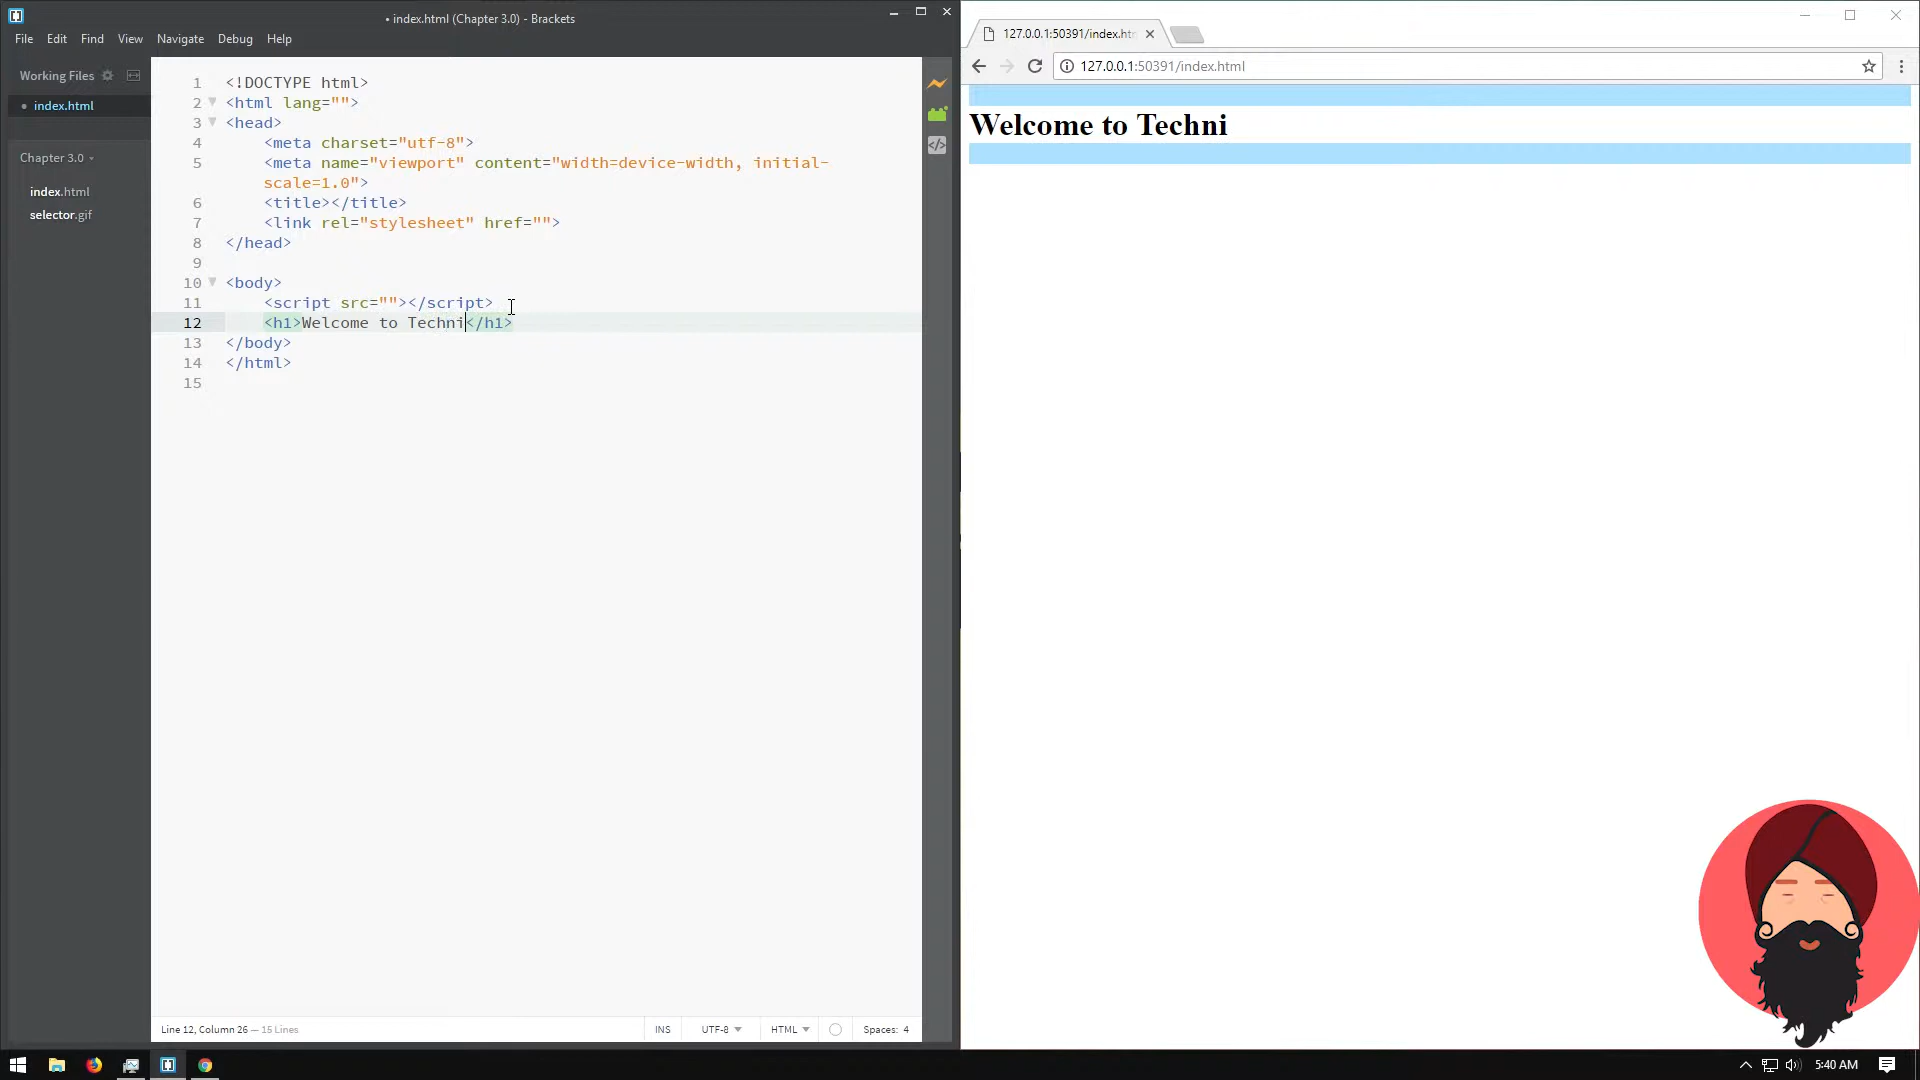 • index.html (Chapter 3.0) - Brackets
File Edit Find View Navigate Debug Help
Working Files
• index.html
Chapter 3.0
index.html
selector.gif
1 <!DOCTYPE html>
2 <html lang="">
3 <head>
4 <meta charset="utf-8">
5 <meta name="viewport" content="width=device-width, initial-
scale=1.0">
6 <title></title>
7 <link rel="stylesheet" href="">
8 </head>
9
10 <body>
11 <script src=""></script>
12 <h1>Welcome to Techni</h1>
13 </body>
14 </html>
15
Line 12, Column 26 — 15 Lines
INS UTF-8 HTML Spaces: 4
127.0.0.1:50391/index.ht
127.0.0.1:50391/index.html
Welcome to Techni
5:40 AM